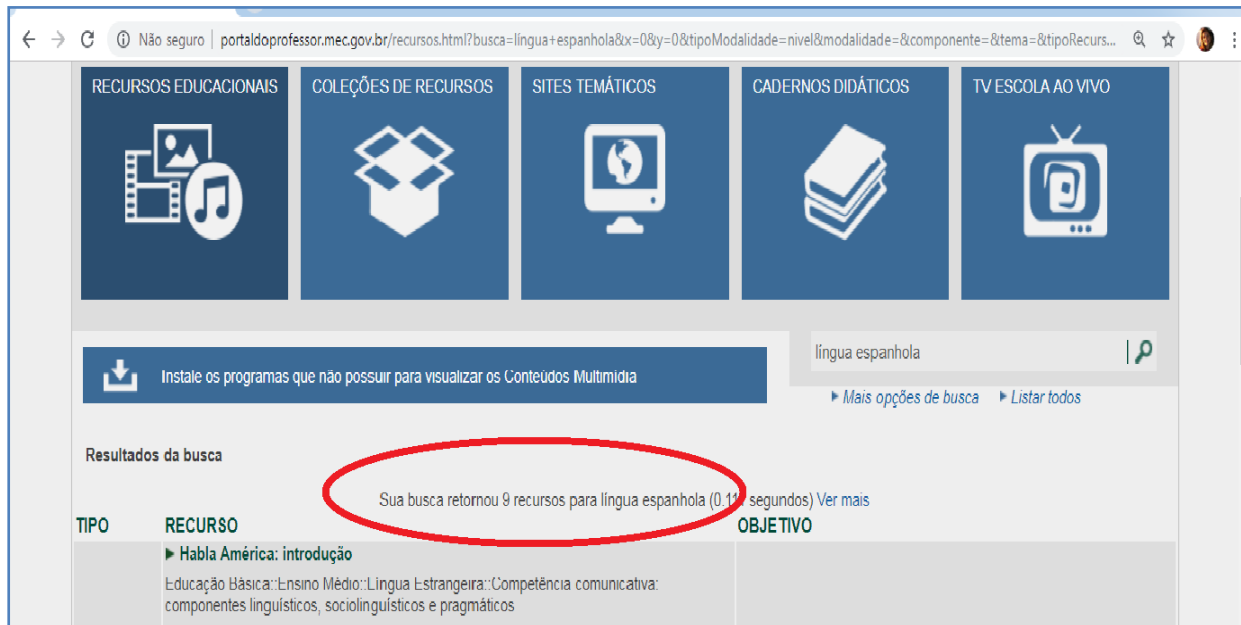 Não seguro | portaldoprofessor.mec.gov.br/recursos.html?busca=língua+espanhola&x=0&y=0&tipoModalidade=nivel&modalidade=&componente=&tema=&tipoRecurs...
RECURSOS EDUCACIONAIS
COLEÇÕES DE RECURSOS
SITES TEMÁTICOS
CADERNOS DIDÁTICOS
TV ESCOLA AO VIVO
língua espanhola
Instale os programas que não possuir para visualizar os Conteúdos Multimídia
Mais opções de busca Listar todos
Resultados da busca
Sua busca retornou 9 recursos para língua espanhola segundos) Ver mais
TIPO RECURSO OBJETIVO
Habla América: introdução
Educação Básica::Ensino Médio::Língua Estrangeira::Competência comunicativa:
componentes linguísticos, sociolinguísticos e pragmáticos